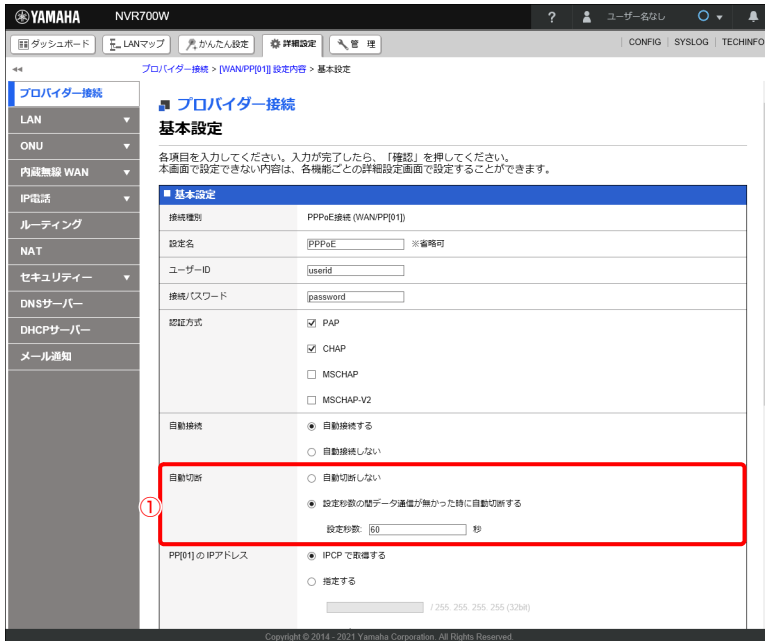 YAMAHA NVR700W ? ユーザー名なし
ダッシュボード LANマップ かんたん設定 詳細設定 管 理 CONFIG | SYSLOG | TECHINFO
プロバイダー接続 > [WAN/PP[01]] 設定内容 > 基本設定
プロバイダー接続
LAN
ONU
内蔵無線 WAN
IP電話
ルーティング
NAT
セキュリティー
DNSサーバー
DHCPサーバー
メール通知
プロバイダー接続
基本設定
各項目を入力してください。入力が完了したら、「確認」を押してください。
本画面で設定できない内容は、各機能ごとの詳細設定画面で設定することができます。
■ 基本設定
接続種別 PPPoE接続 (WAN/PP[01])
設定名 PPPoE ※省略可
ユーザーID userid
接続パスワード password
認証方式 PAP
CHAP
MSCHAP
MSCHAP-V2
自動接続 自動接続する
自動接続しない
①
自動切断 自動切断しない
設定秒数の間データ通信が無かった時に自動切断する
設定秒数: 60 秒
PP[01] の IPアドレス IPCP で取得する
指定する
/ 255. 255. 255. 255 (32bit)
Copyright © 2014 - 2021 Yamaha Corporation. All Rights Reserved.